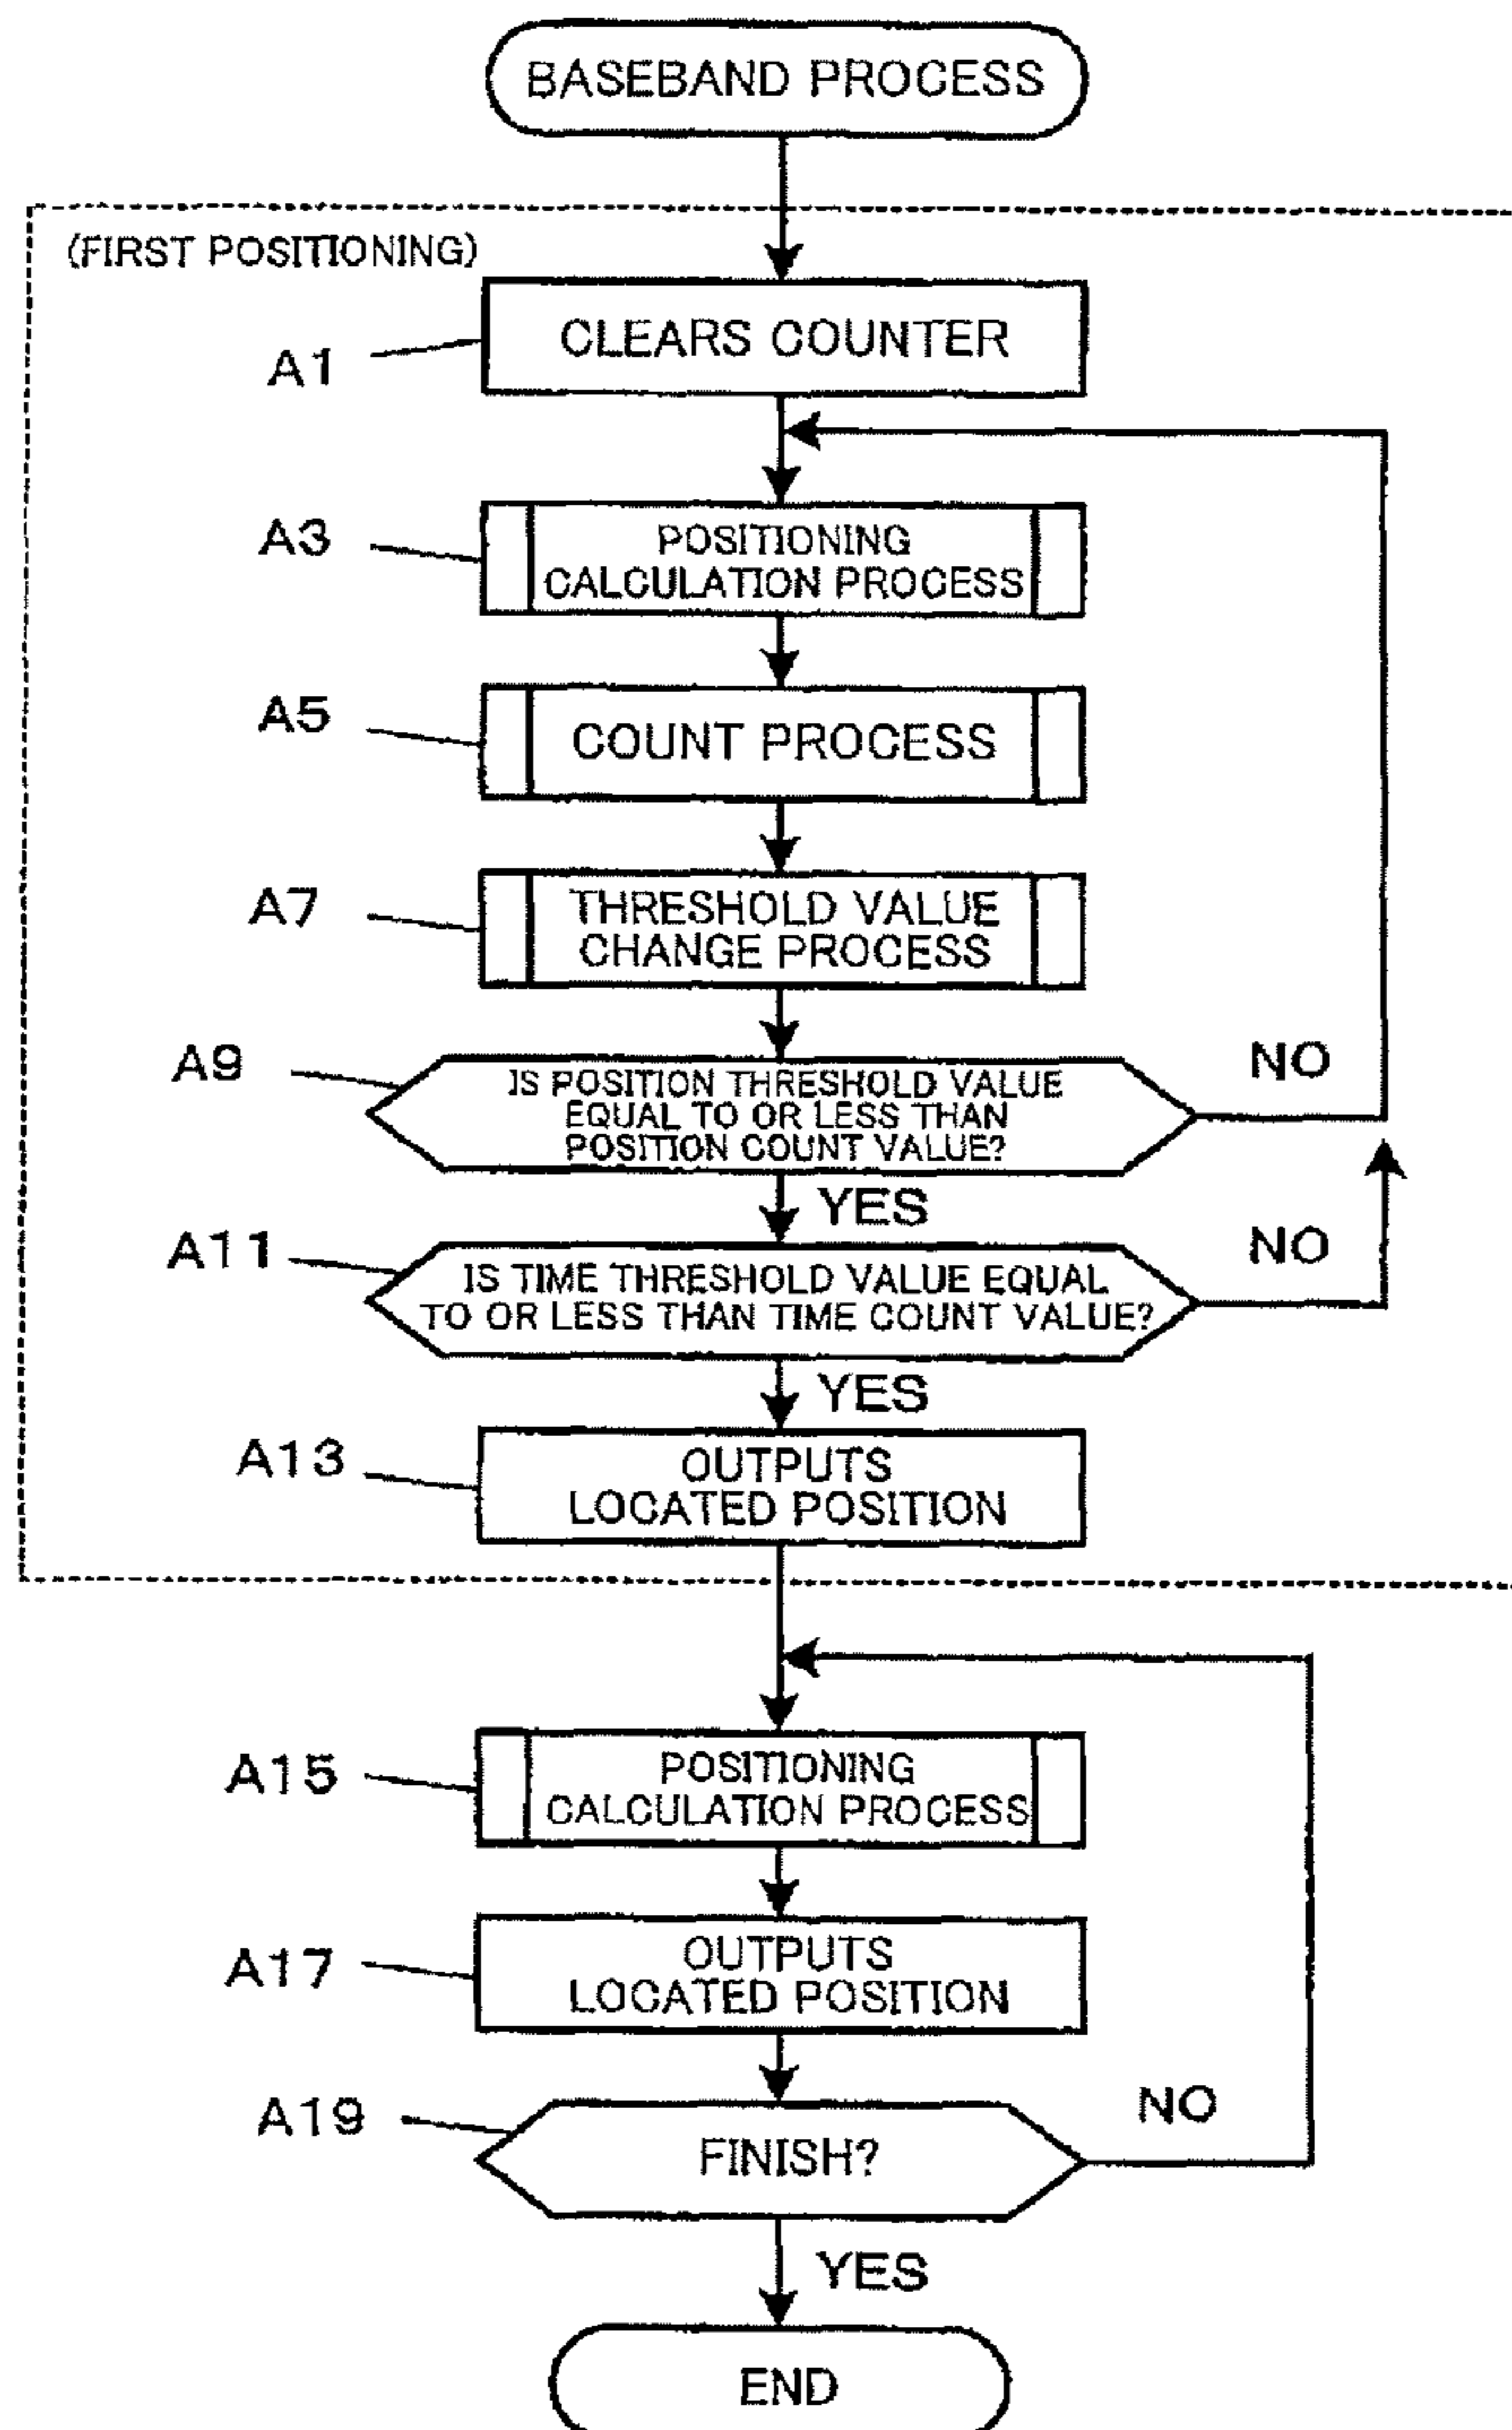 BASEBAND PROCESS
(FIRST POSITIONING)
A1
CLEARS COUNTER
A3
POSITIONING
CALCULATION PROCESS
A5
COUNT PROCESS
A7
THRESHOLD VALUE
CHANGE PROCESS
A9
IS POSITION THRESHOLD VALUE
EQUAL TO OR LESS THAN
POSITION COUNT VALUE?
NO
YES
A11
IS TIME THRESHOLD VALUE EQUAL
TO OR LESS THAN TIME COUNT VALUE?
NO
YES
A13
OUTPUTS
LOCATED POSITION
A15
POSITIONING
CALCULATION PROCESS
A17
OUTPUTS
LOCATED POSITION
A19
FINISH?
NO
YES
END